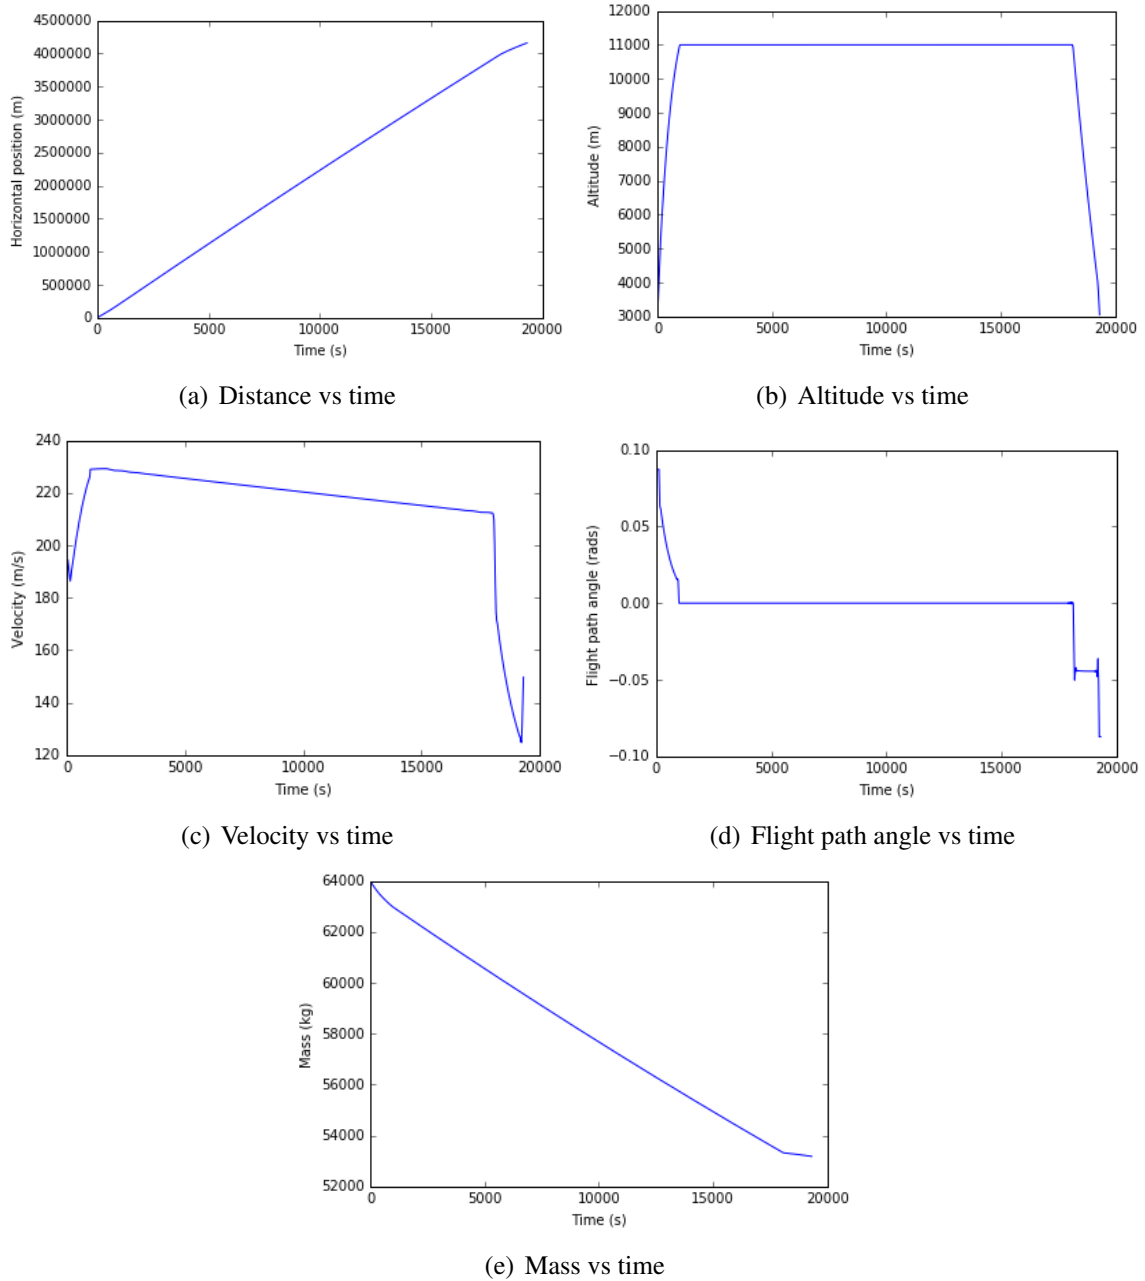 4500000
4000000
3500000
3000000
2500000
2000000
1500000
1000000
500000
0
Horizontal position (m)
0 5000 10000 15000 20000
Time (s)
(a) Distance vs time
12000
11000
10000
9000
8000
7000
6000
5000
4000
3000
Altitude (m)
0 5000 10000 15000 20000
Time (s)
(b) Altitude vs time
240
220
200
180
160
140
120
Velocity (m/s)
0 5000 10000 15000 20000
Time (s)
(c) Velocity vs time
0.10
0.05
0.00
−0.05
−0.10
Flight path angle (rads)
0 5000 10000 15000 20000
Time (s)
(d) Flight path angle vs time
64000
62000
60000
58000
56000
54000
52000
Mass (kg)
0 5000 10000 15000 20000
Time (s)
(e) Mass vs time